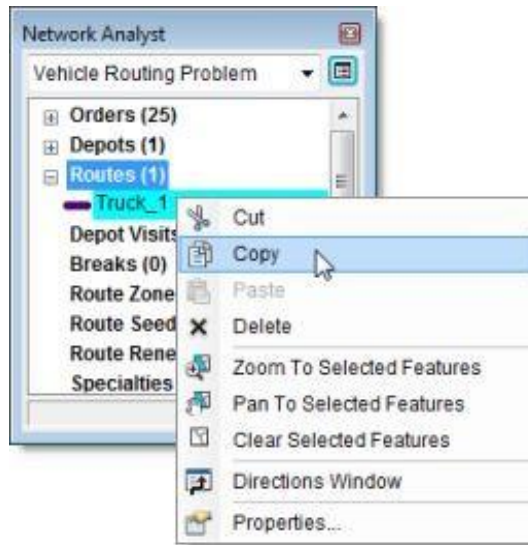 Network Analyst
Vehicle Routing Problem
Orders (25)
Depots (1)
Routes (1)
Truck_1
Depot Visits
Breaks (0)
Route Zone
Route Seed
Route Rene
Specialties
Cut
Copy
Paste
Delete
Zoom To Selected Features
Pan To Selected Features
Clear Selected Features
Directions Window
Properties...